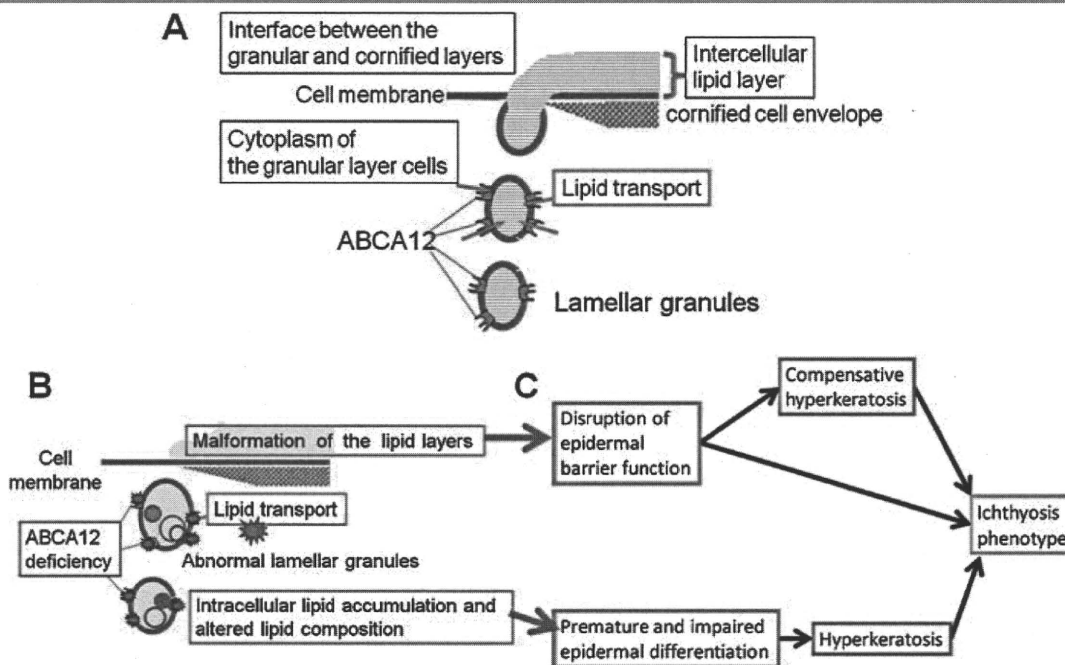 A
Interface between the
granular and cornified layers
Intercellular
lipid layer
Cell membrane
cornified cell envelope
Cytoplasm of
the granular layer cells
Lipid transport
ABCA12
Lamellar granules
B
Malformation of the lipid layers
Cell
membrane
Lipid transport
ABCA12
deficiency
Abnormal lamellar granules
Intracellular lipid accumulation and
altered lipid composition
C
Compensative
hyperkeratosis
Disruption of
epidermal
barrier function
Ichthyosis
phenotype
Premature and impaired
epidermal differentiation
Hyperkeratosis